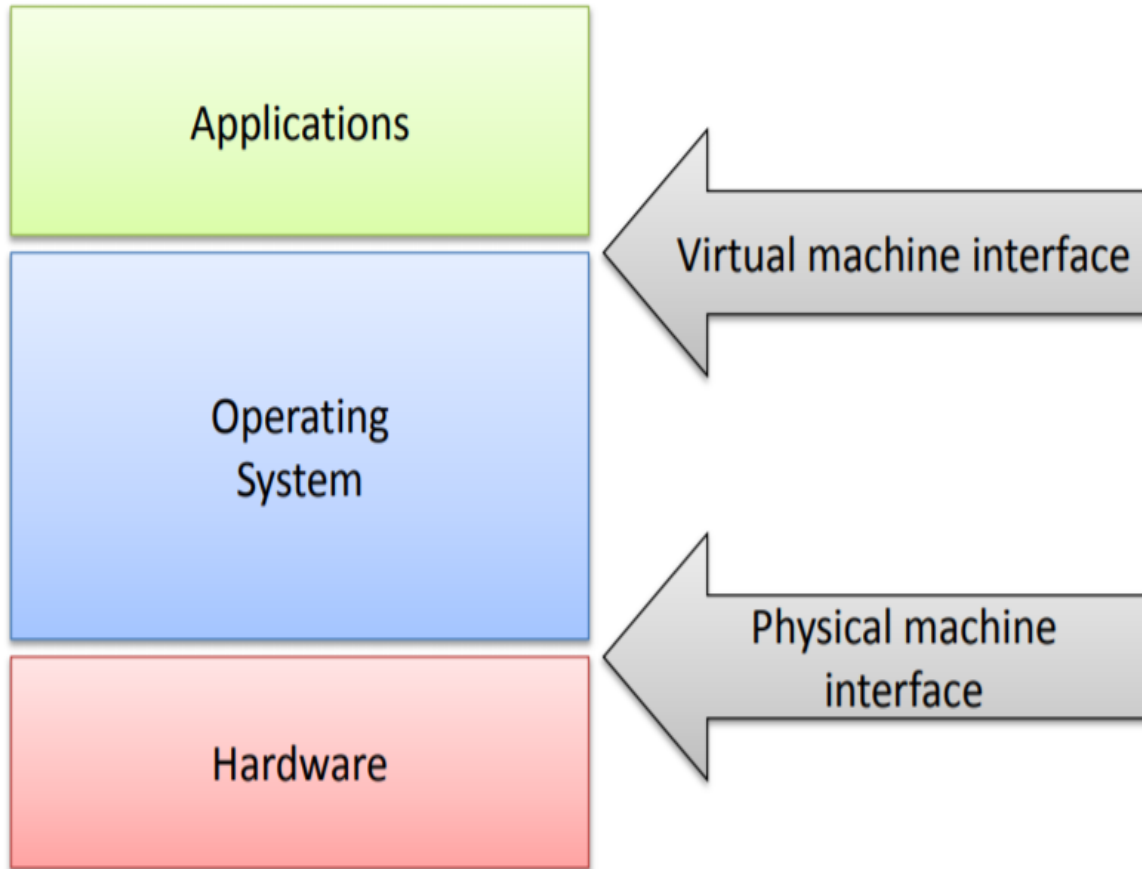 Applications
Virtual machine interface
Operating
System
Physical machine
interface
Hardware